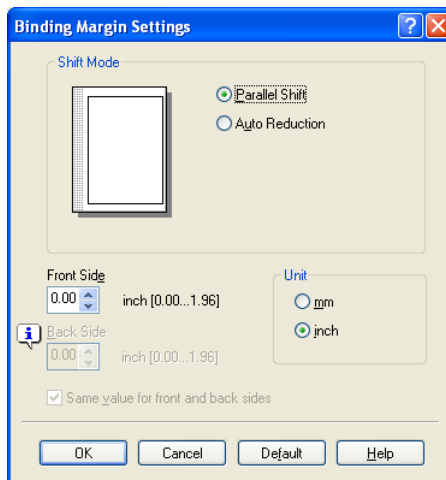 Binding Margin Settings
Shift Mode
Parallel Shift
Auto Reduction
Front Side
0.00 inch [0.00...1.96]
Back Side
0.00 inch [0.00...1.96]
Unit
mm
inch
Same value for front and back sides
OK Cancel Default Help